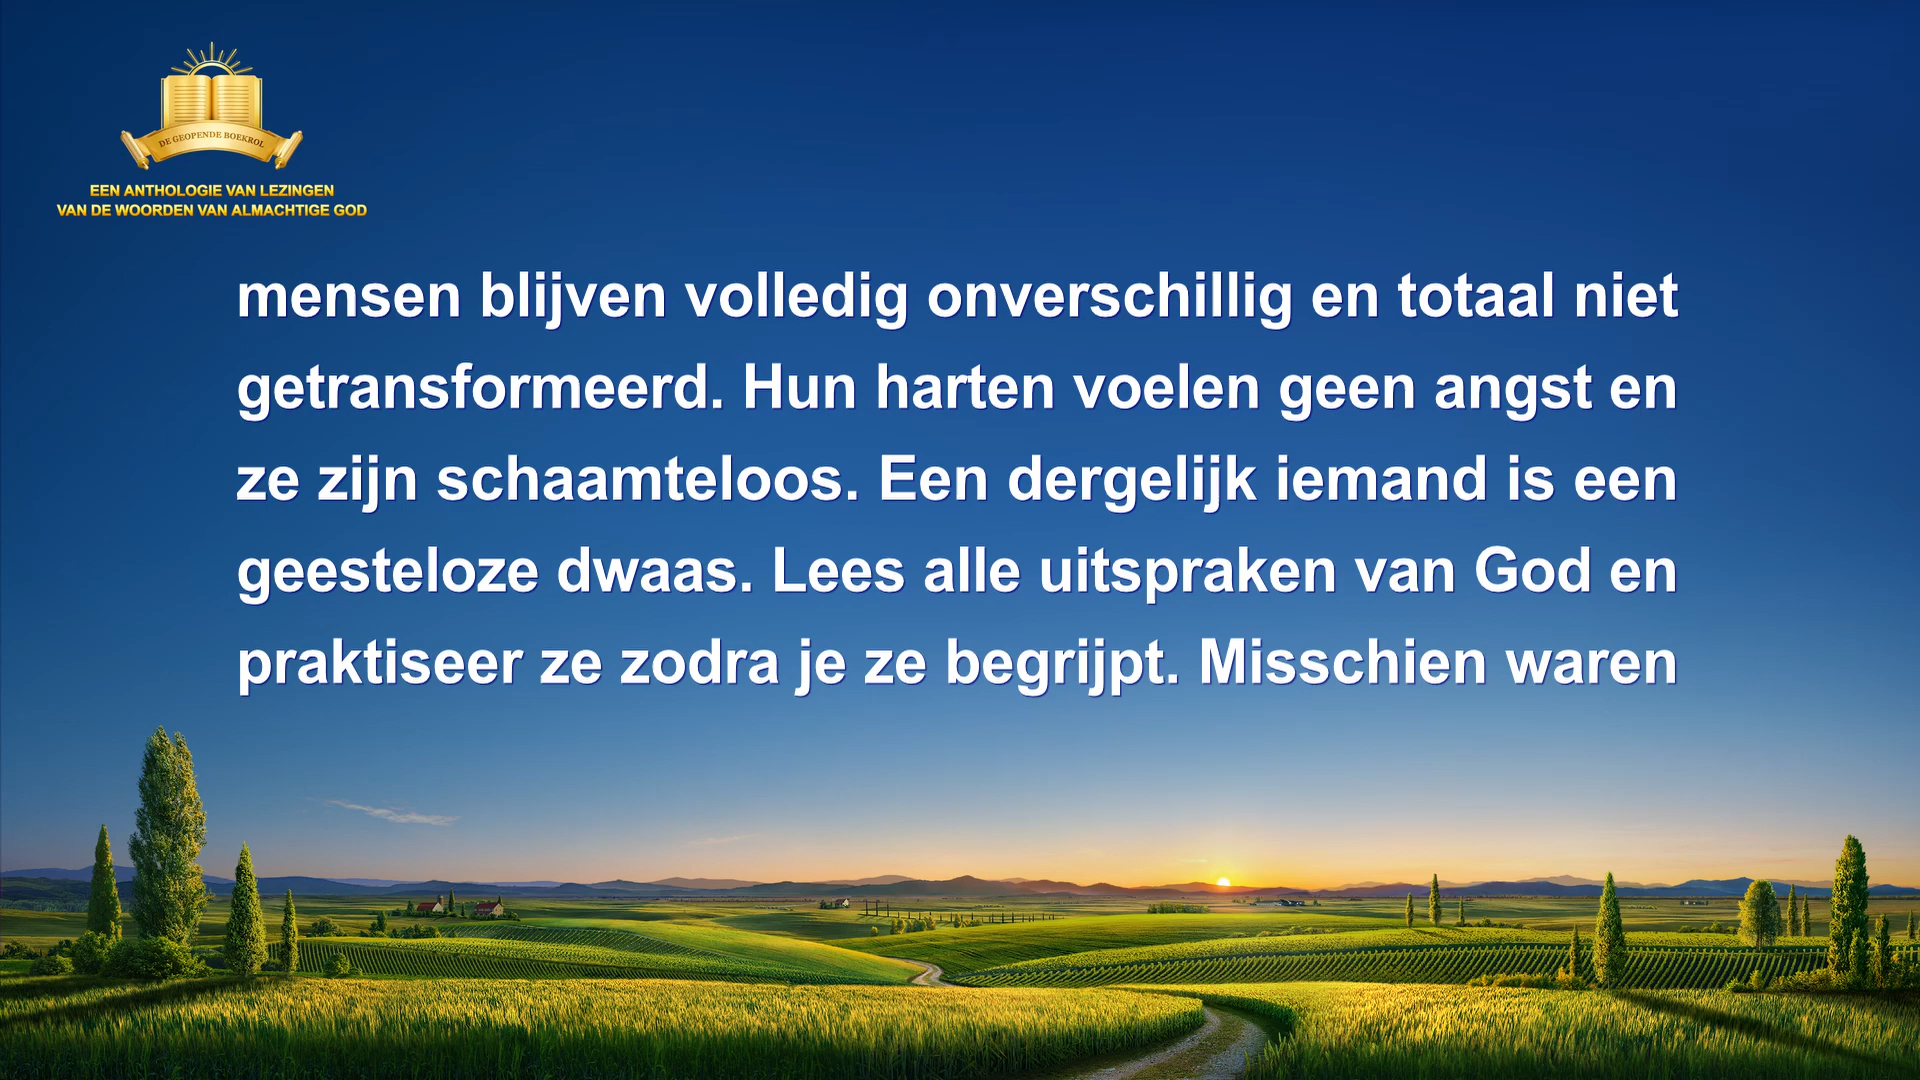 DE GEOPENDE BOEKROL
EEN ANTHOLOGIE VAN LEZINGEN
VAN DE WOORDEN VAN ALMACHTIGE GOD
mensen blijven volledig onverschillig en totaal niet
getransformeerd. Hun harten voelen geen angst en
ze zijn schaamteloos. Een dergelijk iemand is een
geesteloze dwaas. Lees alle uitspraken van God en
praktiseer ze zodra je ze begrijpt. Misschien waren